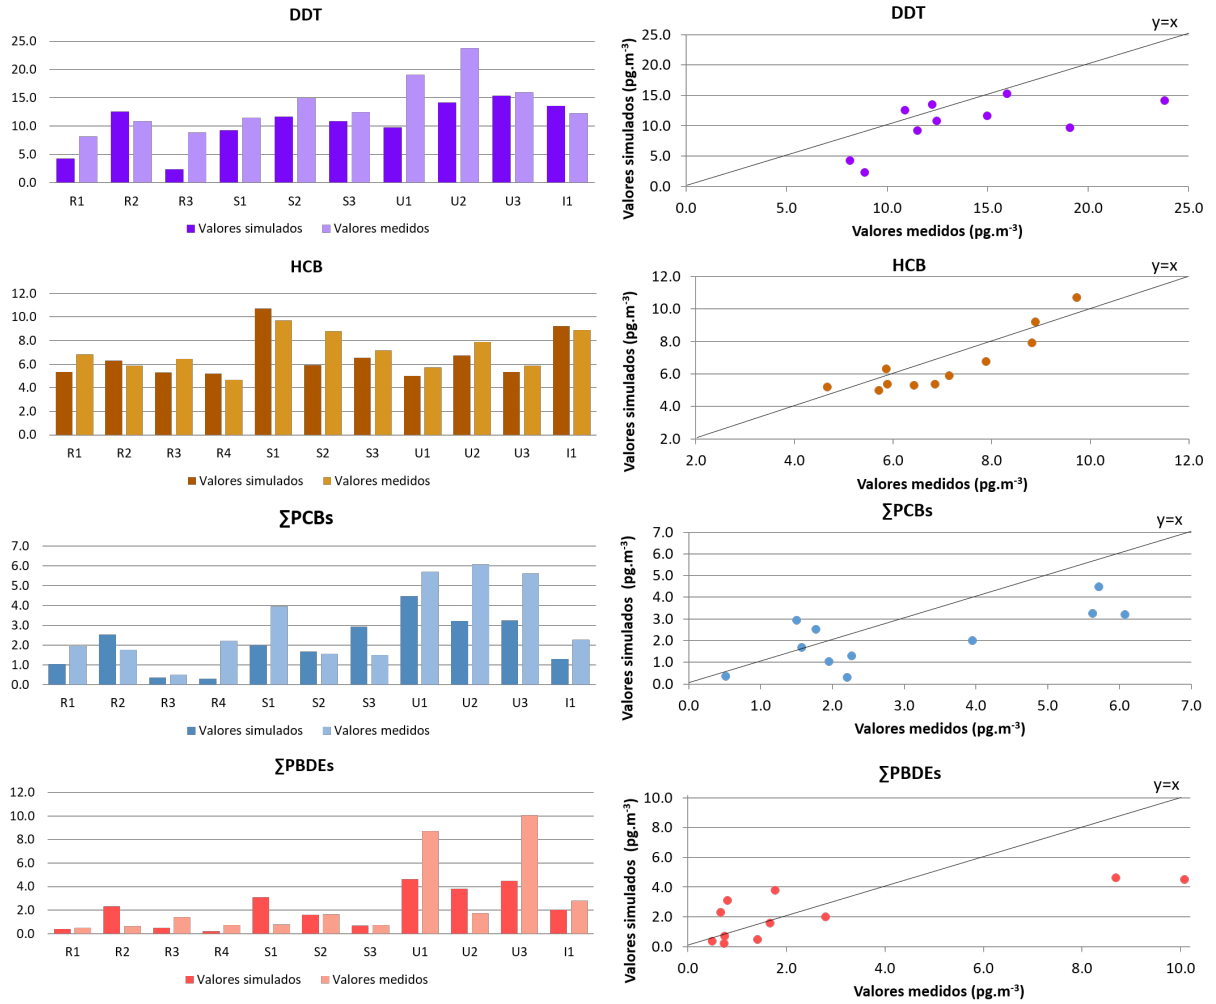 DDT
25.0
20.0
15.0
10.0
5.0
0.0
R1 R2 R3 S1 S2 S3 U1 U2 U3 I1
Valores simulados Valores medidos
DDT
y=x
Valores simulados (pg.m-3)
25.0
20.0
15.0
10.0
5.0
0.0
0.0 5.0 10.0 15.0 20.0 25.0
Valores medidos (pg.m-3)
HCB
12.0
10.0
8.0
6.0
4.0
2.0
0.0
R1 R2 R3 R4 S1 S2 S3 U1 U2 U3 I1
Valores simulados Valores medidos
HCB
y=x
Valores simulados (pg.m-3)
12.0
10.0
8.0
6.0
4.0
2.0
2.0 4.0 6.0 8.0 10.0 12.0
Valores medidos (pg.m-3)
∑PCBs
7.0
6.0
5.0
4.0
3.0
2.0
1.0
0.0
R1 R2 R3 R4 S1 S2 S3 U1 U2 U3 I1
Valores simulados Valores medidos
∑PCBs
y=x
Valores simulados (pg.m-3)
7.0
6.0
5.0
4.0
3.0
2.0
1.0
0.0
0.0 1.0 2.0 3.0 4.0 5.0 6.0 7.0
Valores medidos (pg.m-3)
∑PBDEs
12.0
10.0
8.0
6.0
4.0
2.0
0.0
R1 R2 R3 R4 S1 S2 S3 U1 U2 U3 I1
Valores simulados Valores medidos
∑PBDEs
y=x
Valores simulados (pg.m-3)
10.0
8.0
6.0
4.0
2.0
0.0
0.0 2.0 4.0 6.0 8.0 10.0
Valores medidos (pg.m-3)